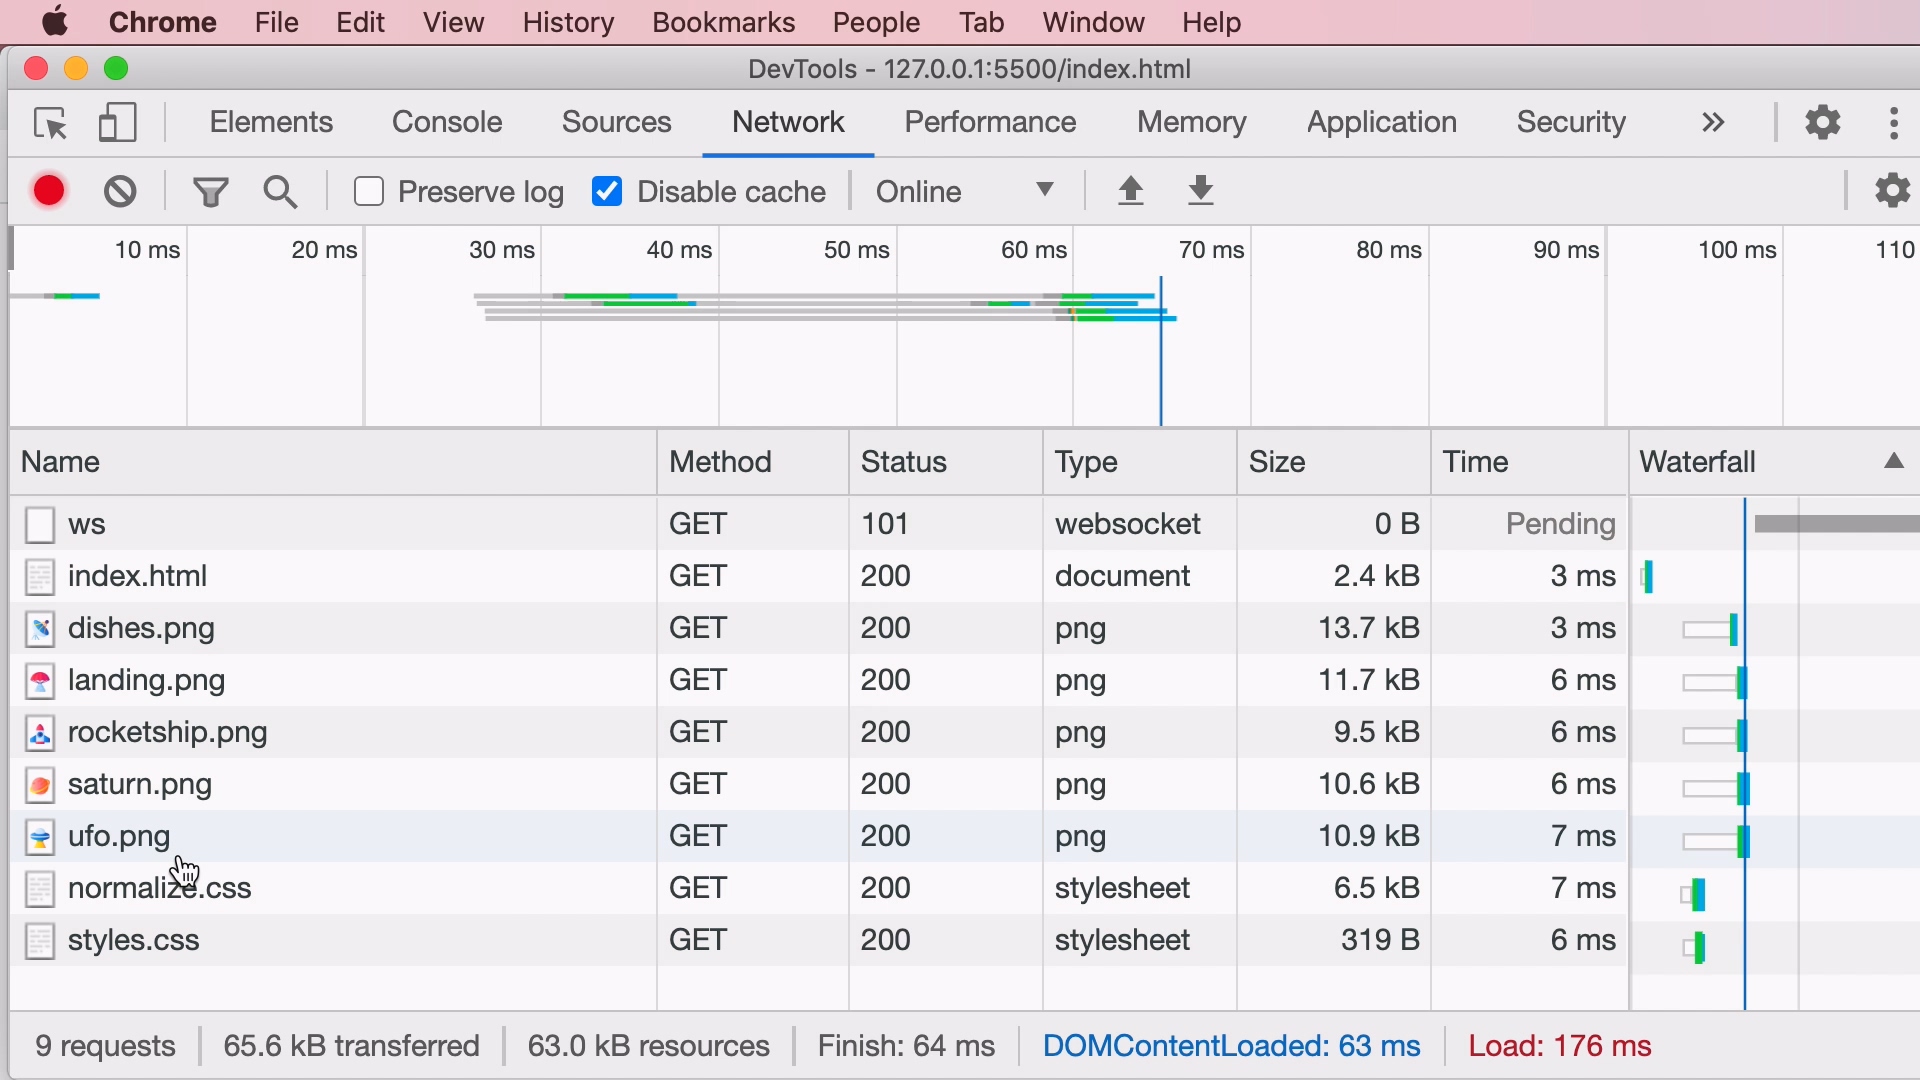 Chrome File Edit View History Bookmarks People Tab Window Help
DevTools - 127.0.0.1:5500/index.html
Elements Console Sources Network Performance Memory Application Security »
Preserve log Disable cache Online
10 ms 20 ms 30 ms 40 ms 50 ms 60 ms 70 ms 80 ms 90 ms 100 ms 110
Name Method Status Type Size Time Waterfall
ws GET 101 websocket 0 B Pending
index.html GET 200 document 2.4 kB 3 ms
dishes.png GET 200 png 13.7 kB 3 ms
landing.png GET 200 png 11.7 kB 6 ms
rocketship.png GET 200 png 9.5 kB 6 ms
saturn.png GET 200 png 10.6 kB 6 ms
ufo.png GET 200 png 10.9 kB 7 ms
normalize.css GET 200 stylesheet 6.5 kB 7 ms
styles.css GET 200 stylesheet 319 B 6 ms
9 requests 65.6 kB transferred 63.0 kB resources Finish: 64 ms DOMContentLoaded: 63 ms Load: 176 ms